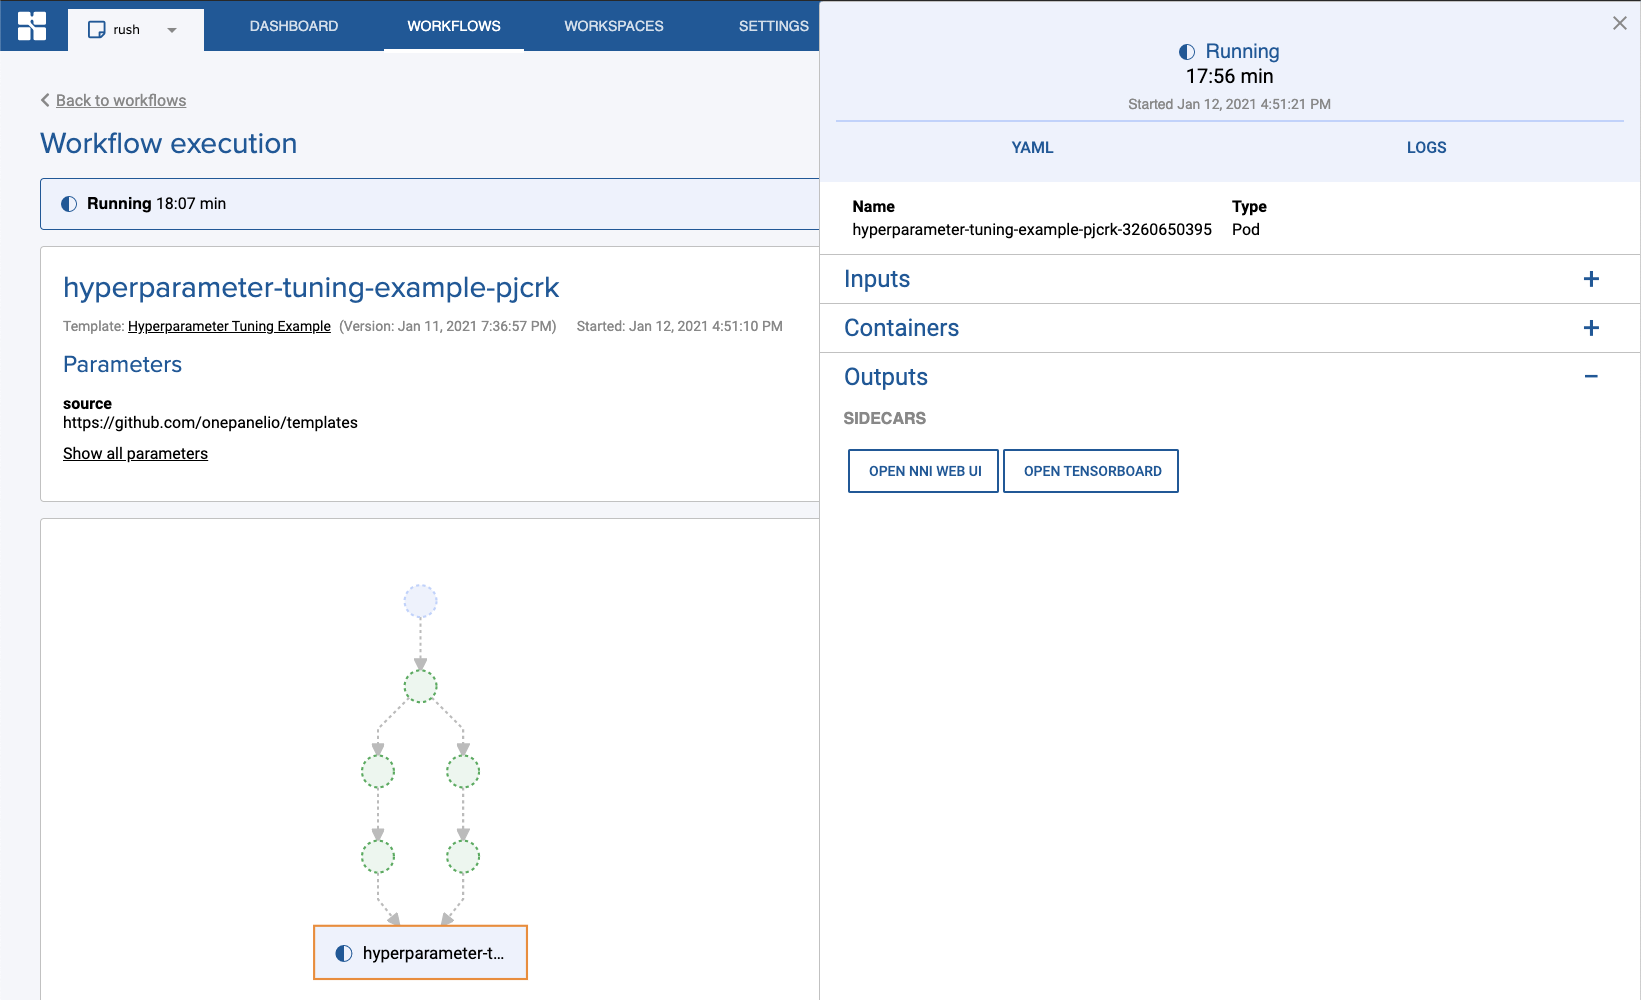 rush
DASHBOARD
WORKFLOWS
WORKSPACES
SETTINGS
Back to workflows
Workflow execution
Running 18:07 min
hyperparameter-tuning-example-pjcrk
Template: Hyperparameter Tuning Example (Version: Jan 11, 2021 7:36:57 PM) Started: Jan 12, 2021 4:51:10 PM
Parameters
source
https://github.com/onepanelio/templates
Show all parameters
hyperparameter-t...
Running
17:56 min
Started Jan 12, 2021 4:51:21 PM
YAML
LOGS
Name
hyperparameter-tuning-example-pjcrk-3260650395
Type
Pod
Inputs
Containers
Outputs
SIDECARS
OPEN NNI WEB UI
OPEN TENSORBOARD